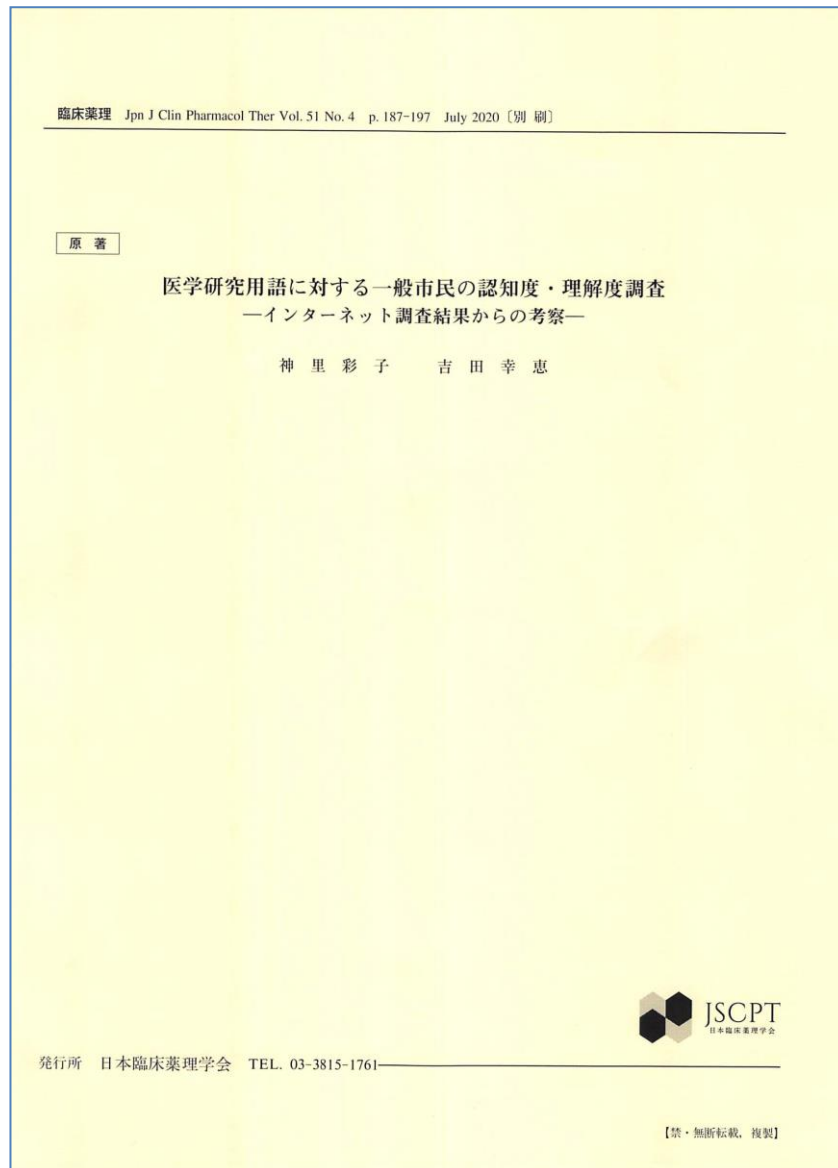 臨床薬理 Jpn J Clin Pharmacol Ther Vol. 51 No. 4 p. 187-197 July 2020〔別 刷〕
原 著
医学研究用語に対する一般市民の認知度・理解度調査
―インターネット調査結果からの考察―
神 里 彩 子 吉 田 幸 恵
JSCPT
日本臨床薬理学会
発行所 日本臨床薬理学会 TEL. 03-3815-1761
【禁・無断転載，複製】